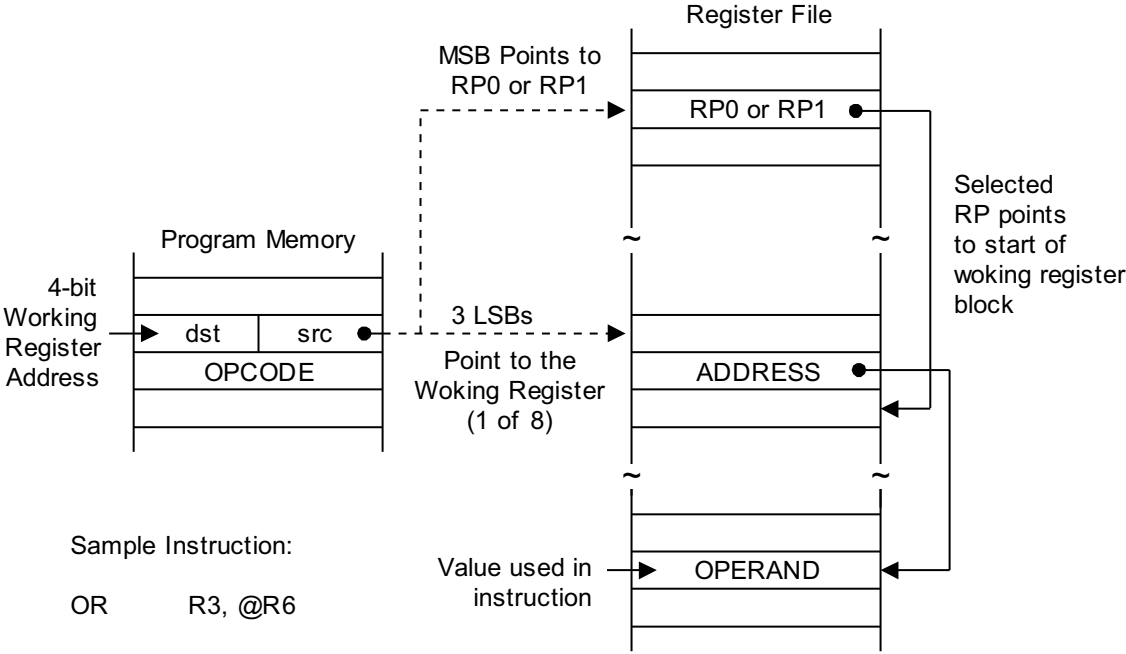 Register File
MSB Points to
RP0 or RP1
RP0 or RP1
Selected
RP points
to start of
woking register
block
Program Memory
4-bit
Working
Register
Address
dst
src
OPCODE
3 LSBs
Point to the
Woking Register
(1 of 8)
ADDRESS
~
~
~
~
Sample Instruction:
OR R3, @R6
Value used in
instruction
OPERAND